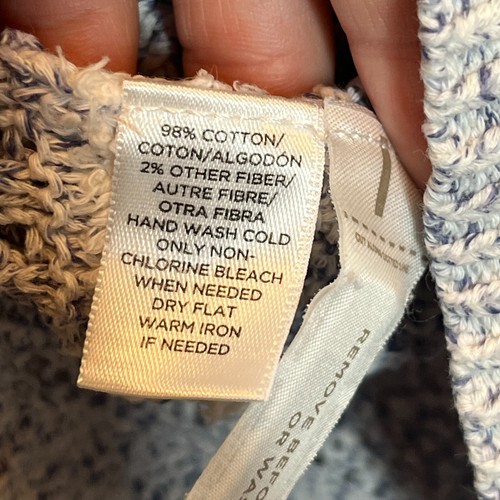 98% COTTON/
COTON/ALGODÓN
2% OTHER FIBER/
AUTRE FIBRE/
OTRA FIBRA
HAND WASH COLD
ONLY NON-
CHLORINE BLEACH
WHEN NEEDED
DRY FLAT
WARM IRON
IF NEEDED
REMOVE BEFO
OR WAS